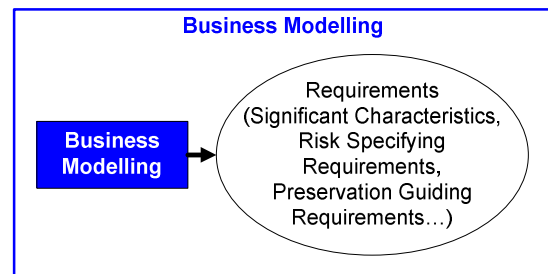 Business Modelling
Business
Modelling
Requirements
(Significant Characteristics,
Risk Specifying
Requirements,
Preservation Guiding
Requirements…)